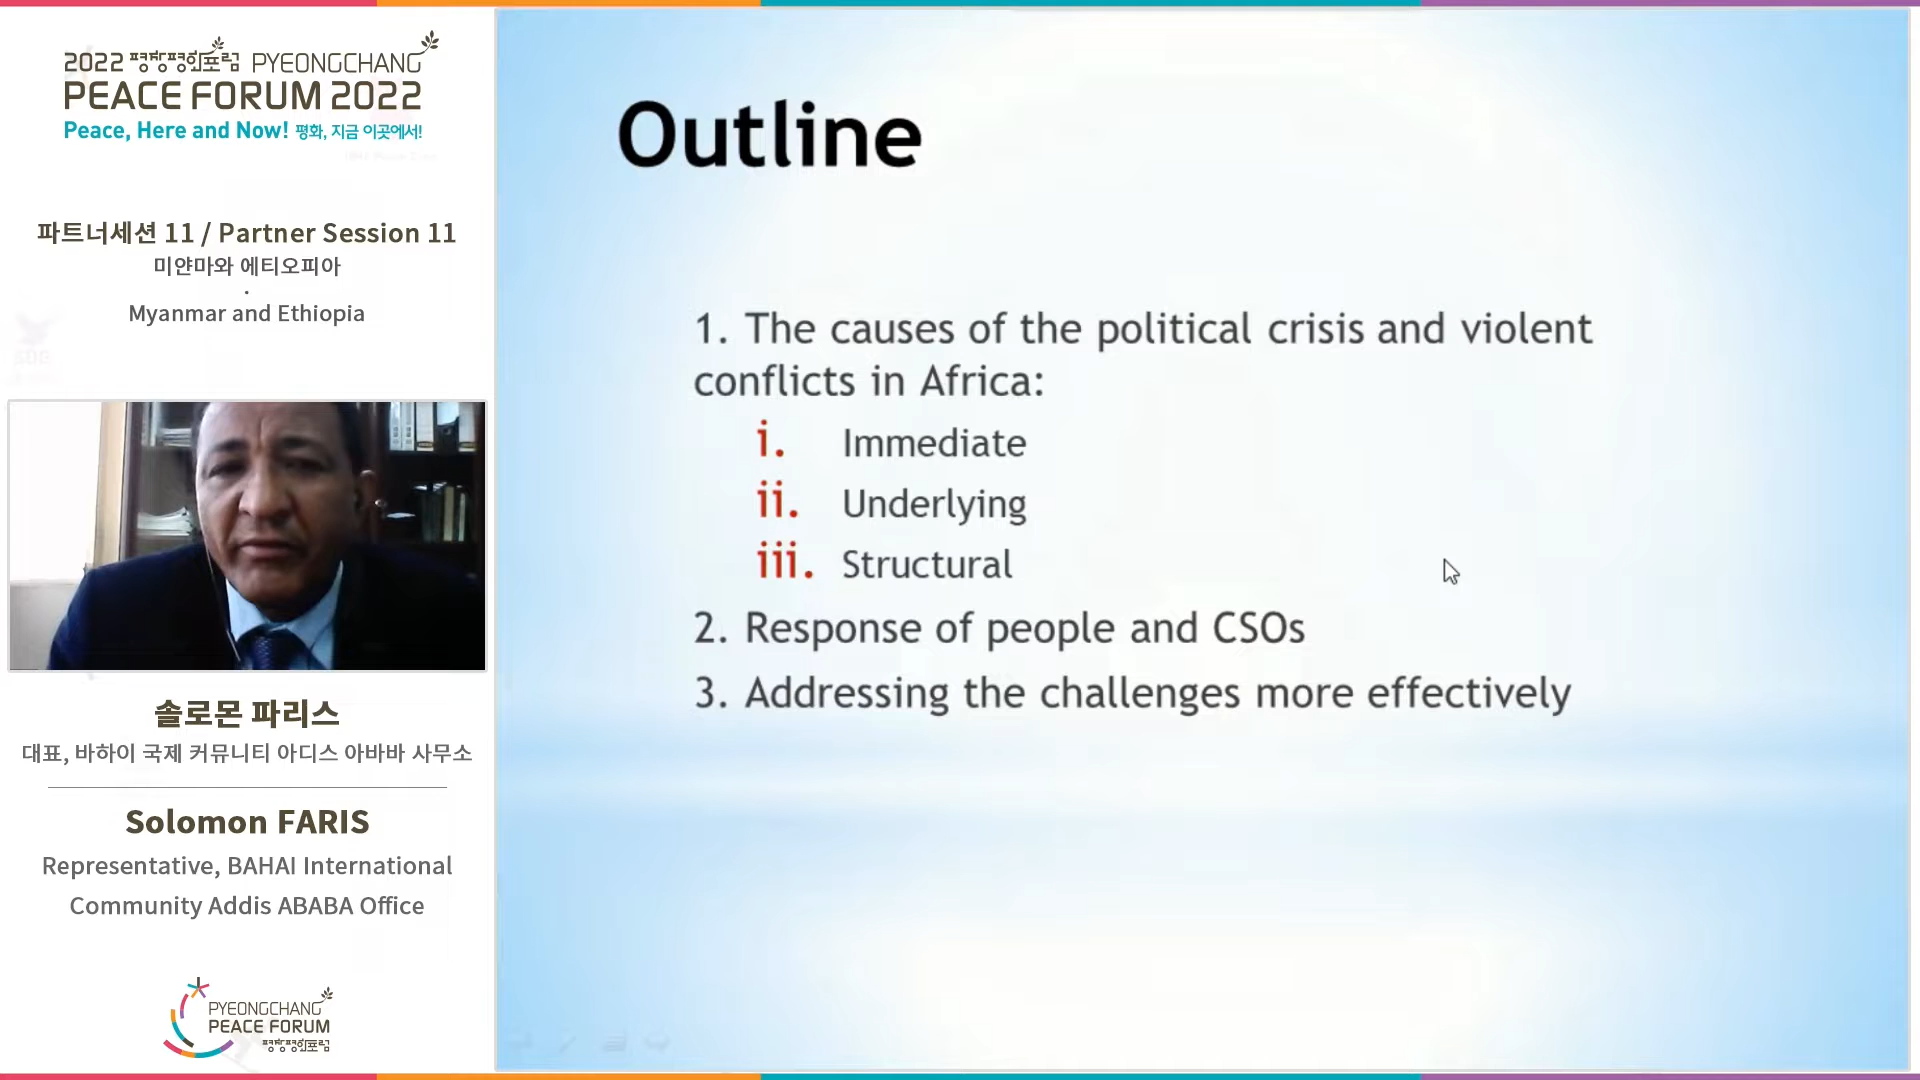 2022 평창평화포럼 PYEONGCHANG
PEACE FORUM 2022
Peace, Here and Now! 평화, 지금 이곳에서!
파트너세션 11 / Partner Session 11
미얀마와 에티오피아
·
Myanmar and Ethiopia
솔로몬 파리스
대표, 바하이 국제 커뮤니티 아디스 아바바 사무소
Solomon FARIS
Representative, BAHAI International
Community Addis ABABA Office
PYEONGCHANG
PEACE FORUM
평창평화포럼
Outline
1. The causes of the political crisis and violent
conflicts in Africa:
i. Immediate
ii. Underlying
iii. Structural
2. Response of people and CSOs
3. Addressing the challenges more effectively